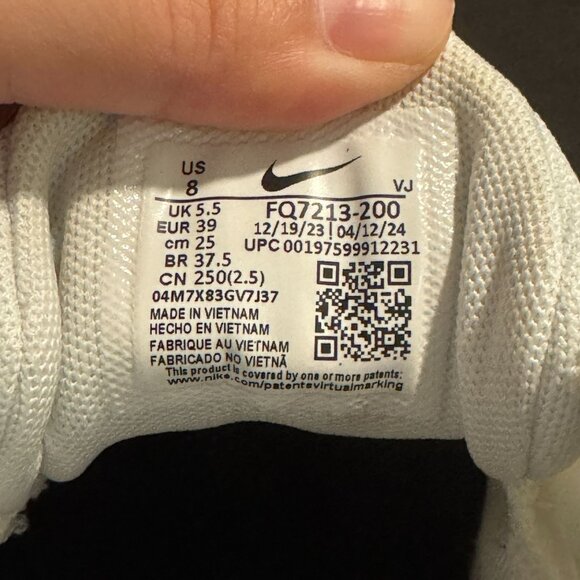 US
8
VJ
UK 5.5
EUR 39
cm 25
BR 37.5
CN 250(2.5)
FQ7213-200
12/19/23 | 04/12/24
UPC 00197599912231
04M7X83GV7J37
MADE IN VIETNAM
HECHO EN VIETNAM
FABRIQUE AU VIETNAM
FABRICADO NO VIETNÃ
This product is covered by one or more patents:
www.nike.com/patentsvirtualmarking